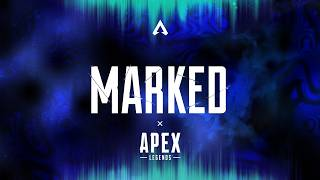 MARKED
×
APEX
LEGENDS